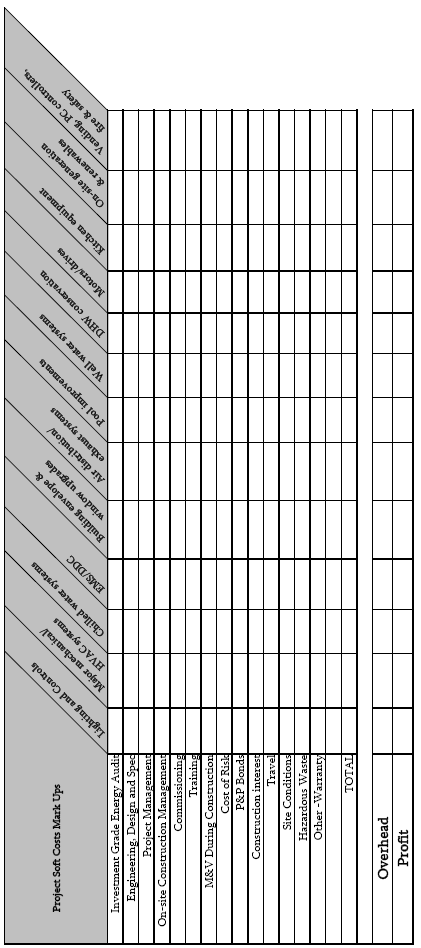 Project Soft Costs Mark Ups
Lighting and Controls
Major mechanical/
HVAC systems
Chilled water systems
EMS/DDC
Building envelope &
window upgrades
Air distribution/
exhaust systems
Pool improvements
Well water systems
DHW conservation
Motors/drives
Kitchen equipment
On-site generation
& renewables
Vending, PC controllers,
fire & safety
Investment Grade Energy Audit
Engineering, Design and Spec
Project Management
On-site Construction Management
Commissioning
Training
M&V During Construction
Cost of Risk
P&P Bonds
Construction interest
Travel
Site Conditions
Hazardous Waste
Other -Warranty
TOTAL
Overhead
Profit